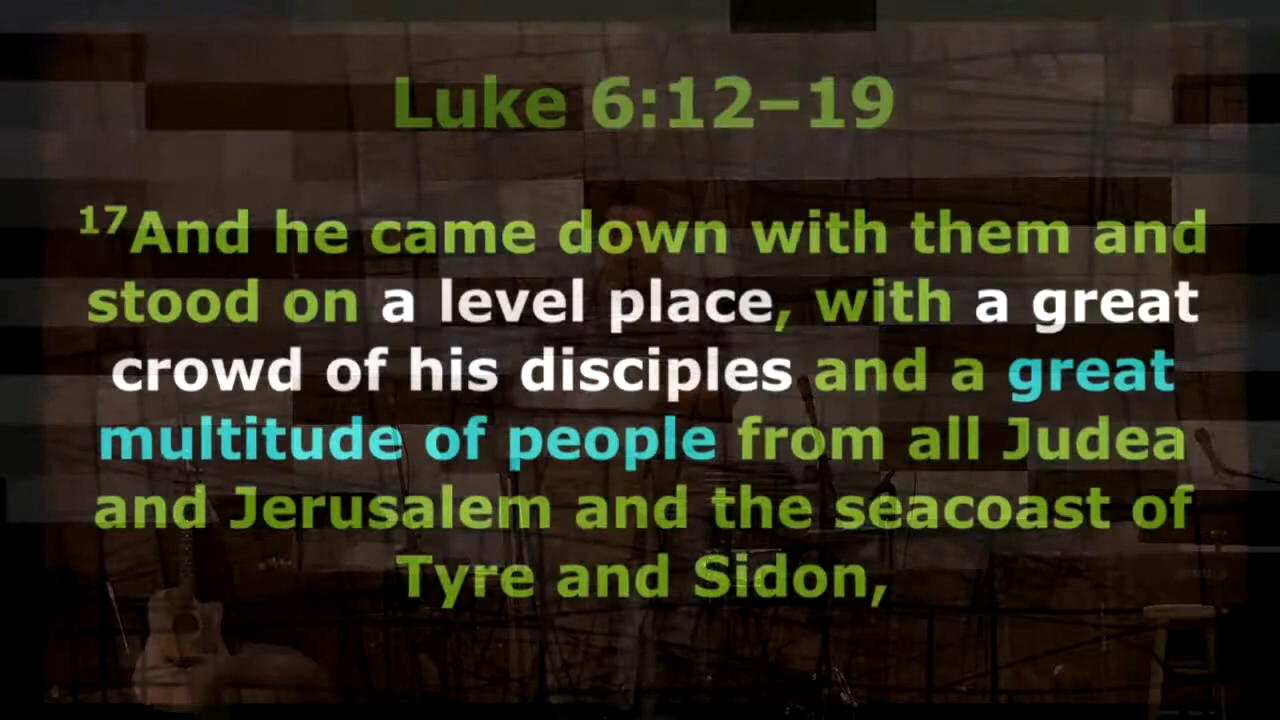 Luke 6:12–19
17And he came down with them and
stood on a level place, with a great
crowd of his disciples and a great
multitude of people from all Judea
and Jerusalem and the seacoast of
Tyre and Sidon,